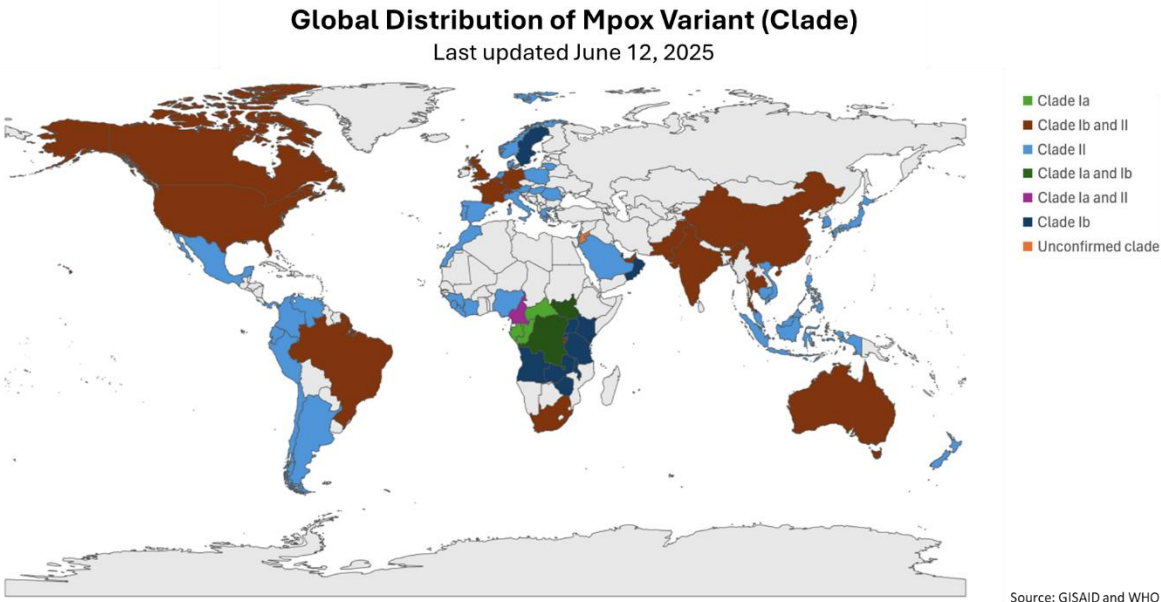 Global Distribution of Mpox Variant (Clade)
Last updated June 12, 2025
Clade Ia
Clade Ib and II
Clade II
Clade Ia and Ib
Clade Ia and II
Clade Ib
Unconfirmed clade
Source: GISAID and WHO